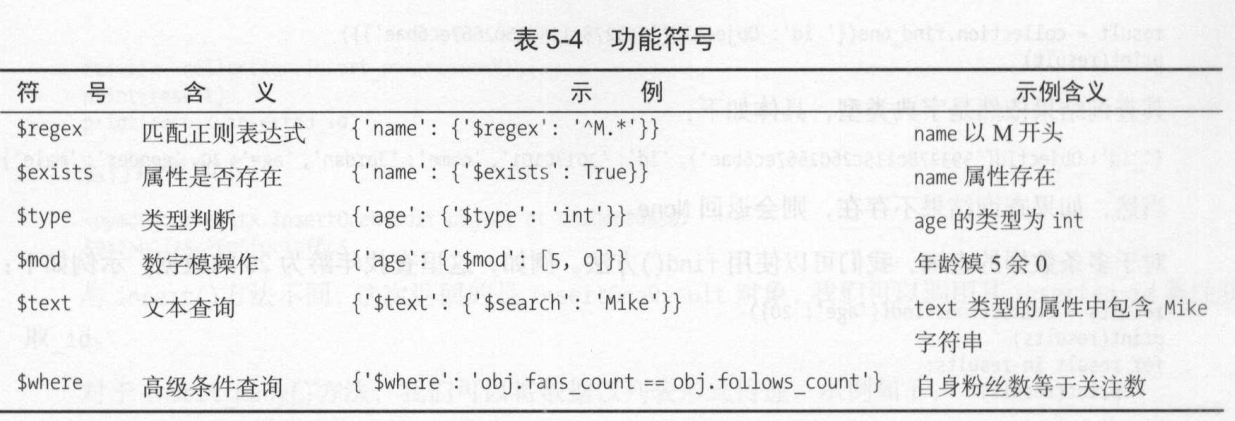 表 5-4 功能符号
符 号 含 义 示 例 示例含义
$regex 匹配正则表达式 {'name': {'$regex': '^M.*'}} name 以 M 开头
$exists 属性是否存在 {'name': {'$exists': True}} name 属性存在
$type 类型判断 {'age': {'$type': 'int'}} age 的类型为 int
$mod 数字模操作 {'age': {'$mod': [5, 0]}} 年龄模 5 余 0
$text 文本查询 {'$text': {'$search': 'Mike'}} text 类型的属性中包含 Mike
字符串
$where 高级条件查询 {'$where': 'obj.fans_count == obj.follows_count'} 自身粉丝数等于关注数